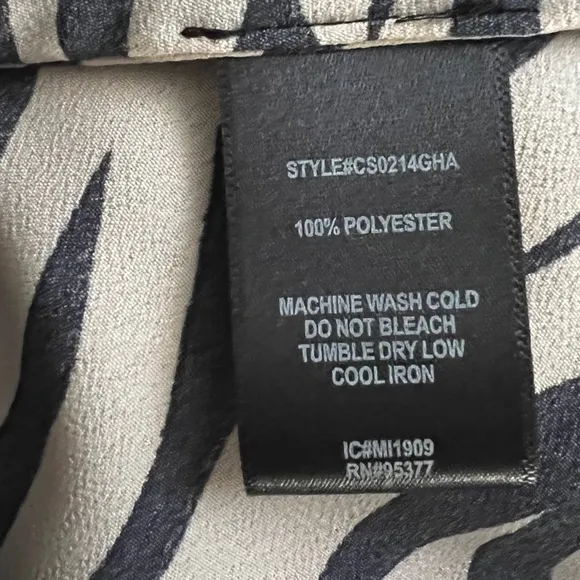 STYLE#CS0214GHA
100% POLYESTER
MACHINE WASH COLD
DO NOT BLEACH
TUMBLE DRY LOW
COOL IRON
IC#MI1909
RN#95377